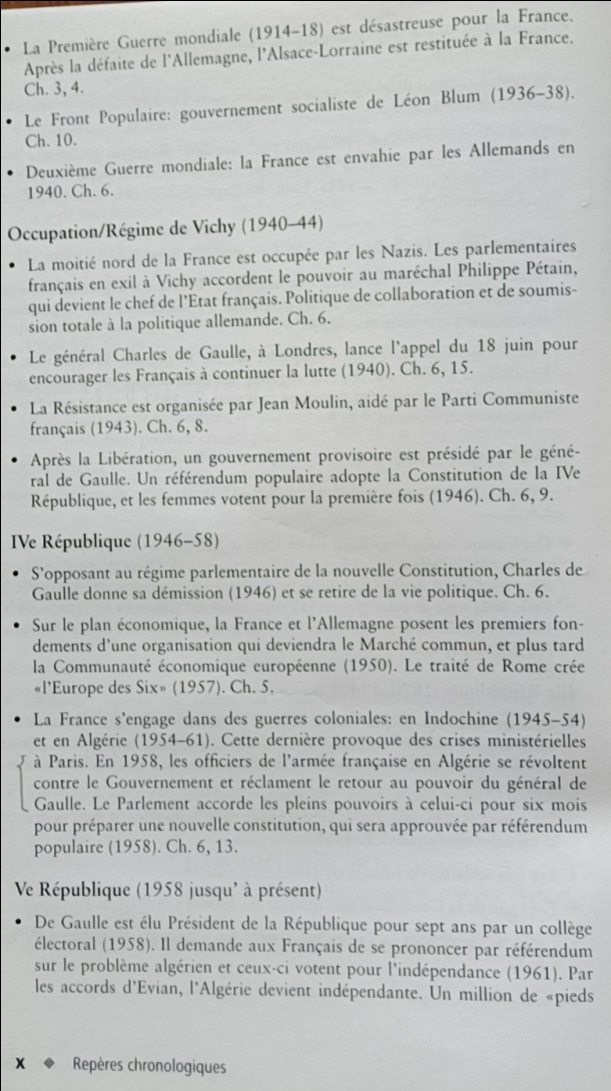 • La Première Guerre mondiale (1914–18) est désastreuse pour la France.
Après la défaite de l'Allemagne, l'Alsace-Lorraine est restituée à la France.
Ch. 3, 4.
• Le Front Populaire: gouvernement socialiste de Léon Blum (1936–38).
Ch. 10.
• Deuxième Guerre mondiale: la France est envahie par les Allemands en
1940. Ch. 6.
Occupation/Régime de Vichy (1940–44)
• La moitié nord de la France est occupée par les Nazis. Les parlementaires
français en exil à Vichy accordent le pouvoir au maréchal Philippe Pétain,
qui devient le chef de l'Etat français. Politique de collaboration et de soumis-
sion totale à la politique allemande. Ch. 6.
• Le général Charles de Gaulle, à Londres, lance l'appel du 18 juin pour
encourager les Français à continuer la lutte (1940). Ch. 6, 15.
• La Résistance est organisée par Jean Moulin, aidé par le Parti Communiste
français (1943). Ch. 6, 8.
• Après la Libération, un gouvernement provisoire est présidé par le géné-
ral de Gaulle. Un référendum populaire adopte la Constitution de la IVe
République, et les femmes votent pour la première fois (1946). Ch. 6, 9.
IVe République (1946–58)
• S'opposant au régime parlementaire de la nouvelle Constitution, Charles de
Gaulle donne sa démission (1946) et se retire de la vie politique. Ch. 6.
• Sur le plan économique, la France et l'Allemagne posent les premiers fon-
dements d'une organisation qui deviendra le Marché commun, et plus tard
la Communauté économique européenne (1950). Le traité de Rome crée
«l'Europe des Six» (1957). Ch. 5.
• La France s'engage dans des guerres coloniales: en Indochine (1945–54)
et en Algérie (1954–61). Cette dernière provoque des crises ministérielles
à Paris. En 1958, les officiers de l'armée française en Algérie se révoltent
contre le Gouvernement et réclament le retour au pouvoir du général de
Gaulle. Le Parlement accorde les pleins pouvoirs à celui-ci pour six mois
pour préparer une nouvelle constitution, qui sera approuvée par référendum
populaire (1958). Ch. 6, 13.
Ve République (1958 jusqu' à présent)
• De Gaulle est élu Président de la République pour sept ans par un collège
électoral (1958). Il demande aux Français de se prononcer par référendum
sur le problème algérien et ceux-ci votent pour l'indépendance (1961). Par
les accords d'Evian, l'Algérie devient indépendante. Un million de «pieds
X ◆ Repères chronologiques